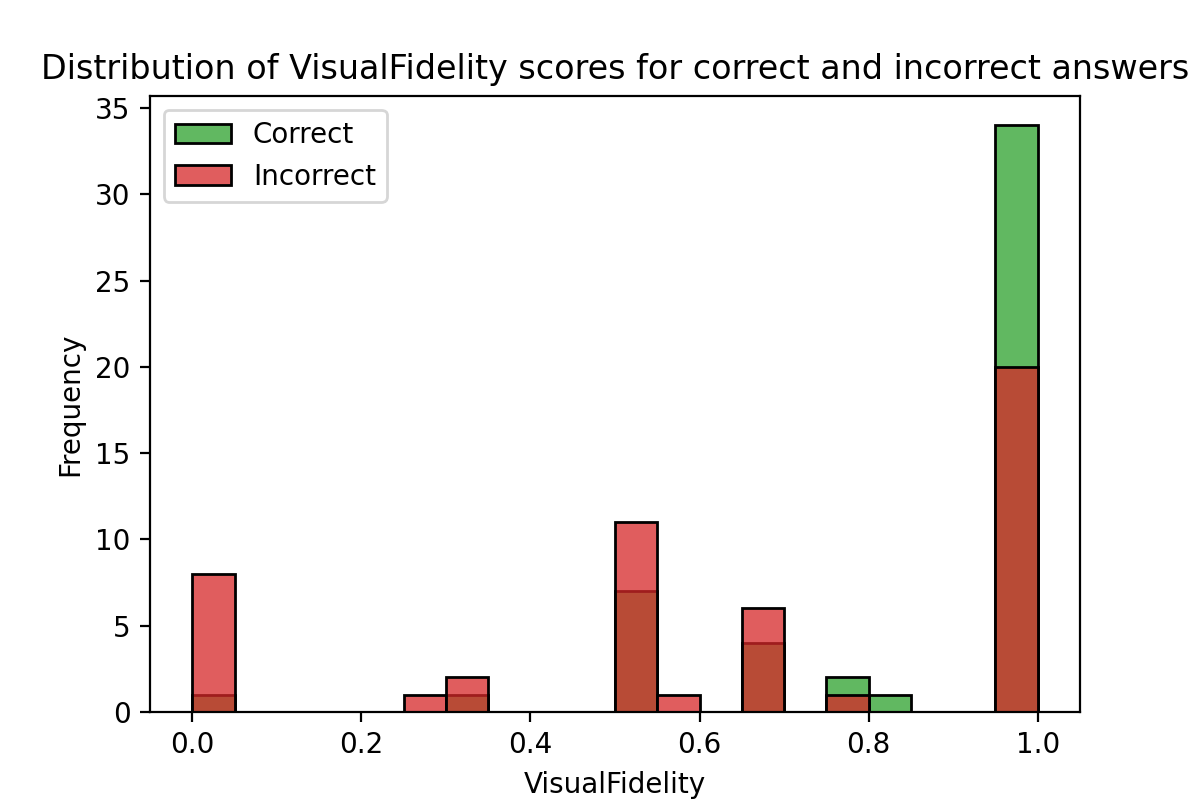 Distribution of VisualFidelity scores for correct and incorrect answers
35
30
25
20
15
10
5
0
Frequency
Correct
Incorrect
0.0 0.2 0.4 0.6 0.8 1.0
VisualFidelity